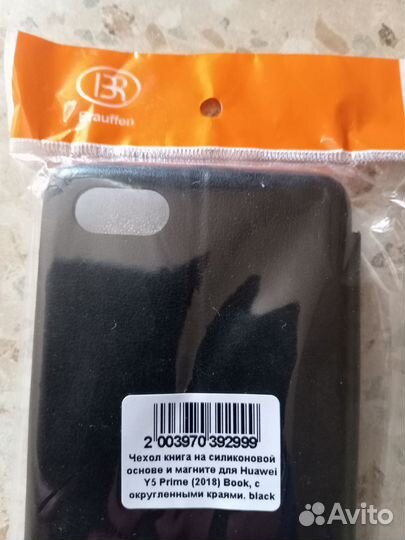 BR
Brauffen
2 003970 392999
Чехол книга на силиконовой
основе и магните для Huawei
Y5 Prime (2018) Book, с
округленными краями. black
Avito